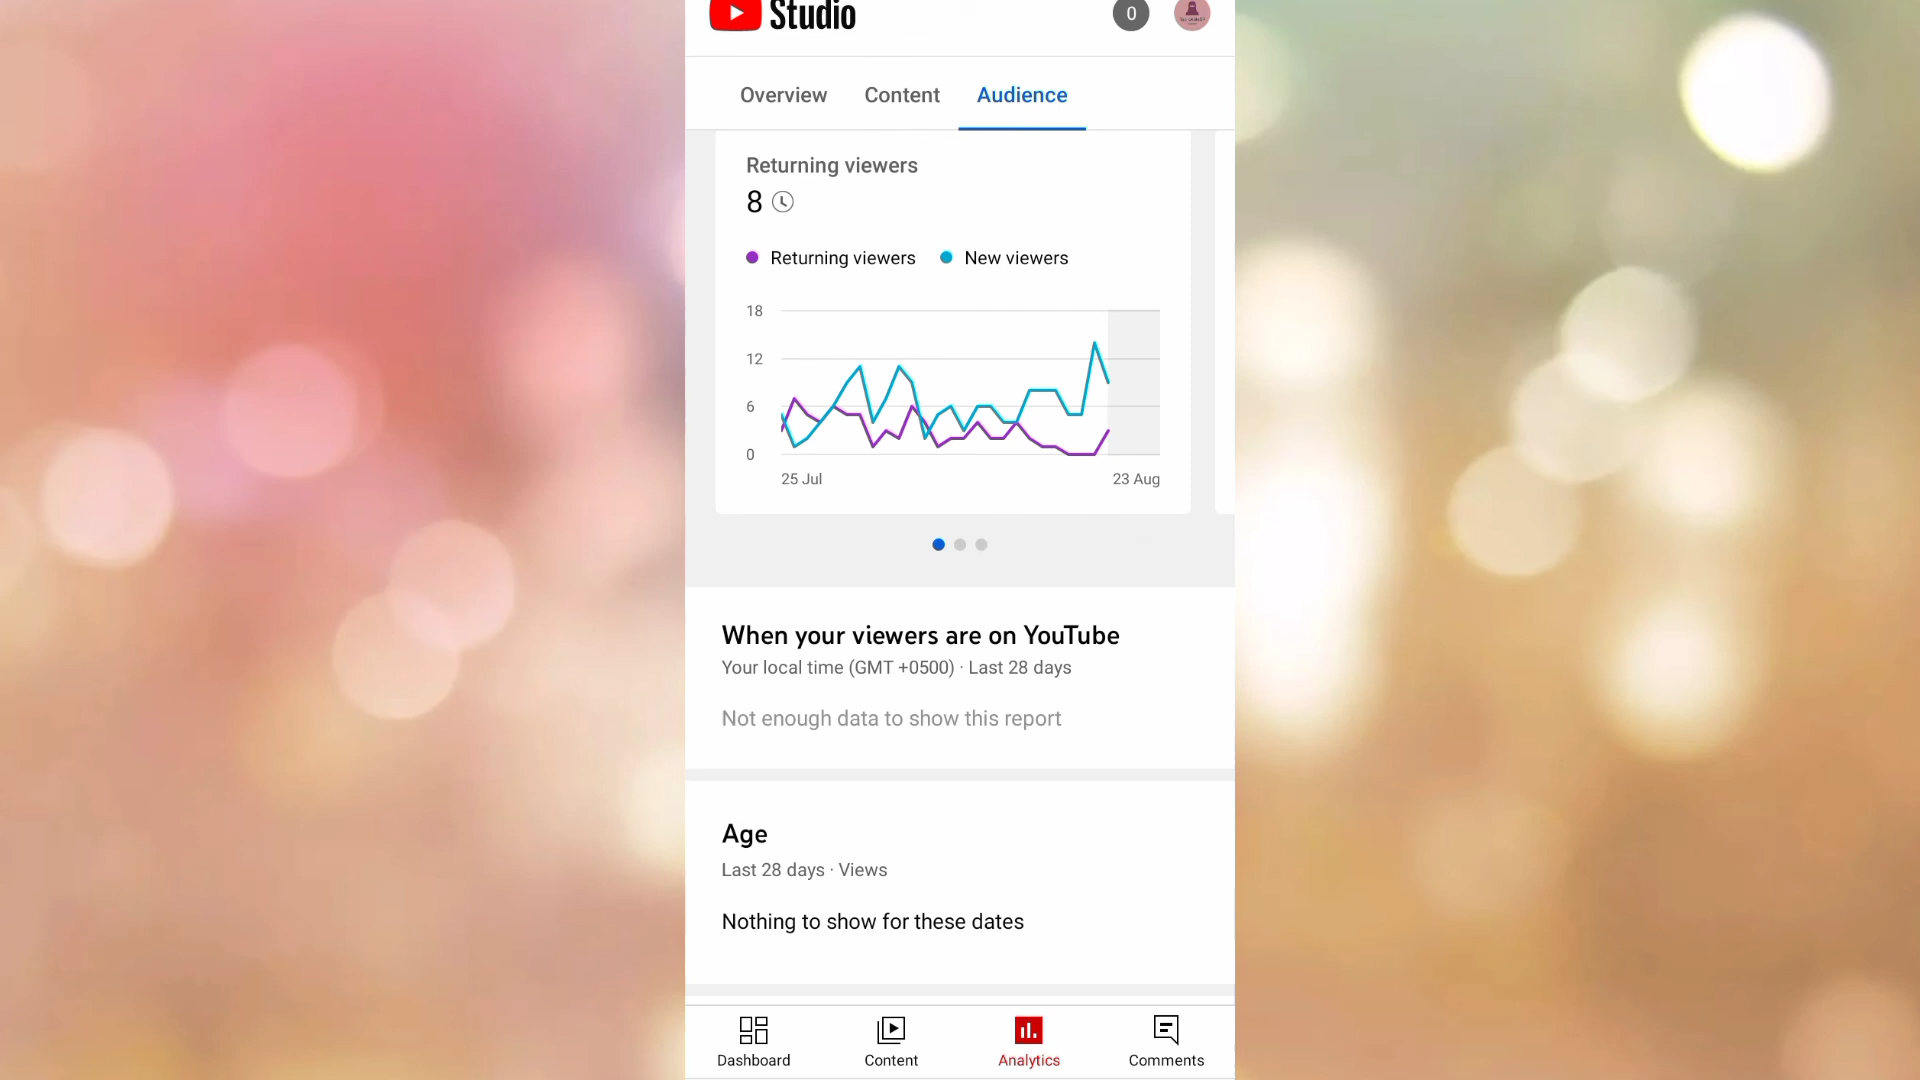 Studio
0
Overview Content Audience
Returning viewers
8
Returning viewers New viewers
18
12
6
0
25 Jul 23 Aug
When your viewers are on YouTube
Your local time (GMT +0500) · Last 28 days
Not enough data to show this report
Age
Last 28 days · Views
Nothing to show for these dates
Dashboard Content Analytics Comments